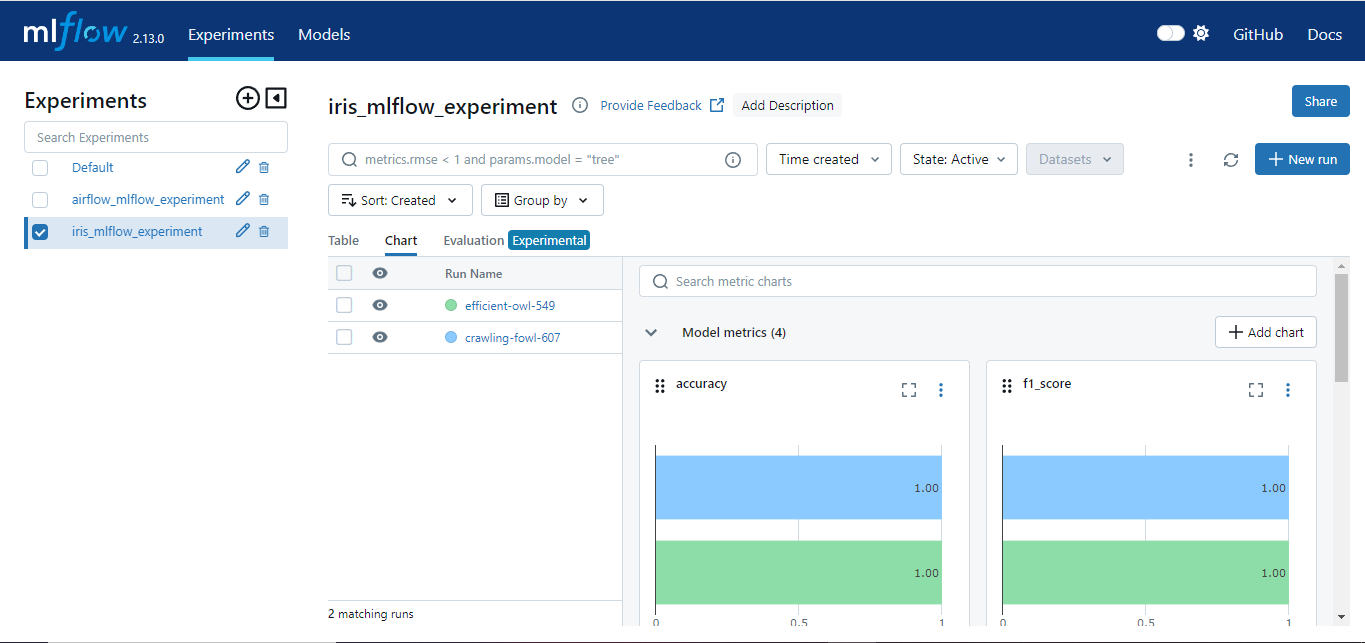 mlflow 2.13.0 Experiments Models GitHub Docs
Experiments
Search Experiments
Default
airflow_mlflow_experiment
iris_mlflow_experiment
iris_mlflow_experiment Provide Feedback Add Description Share
metrics.rmse < 1 and params.model = "tree" Time created State: Active Datasets New run
Sort: Created Group by
Table Chart Evaluation Experimental
Run Name
efficient-owl-549
crawling-fowl-607
2 matching runs
Search metric charts
Model metrics (4) Add chart
accuracy
1.00
1.00
0 0.5 1
f1_score
1.00
1.00
0 0.5 1